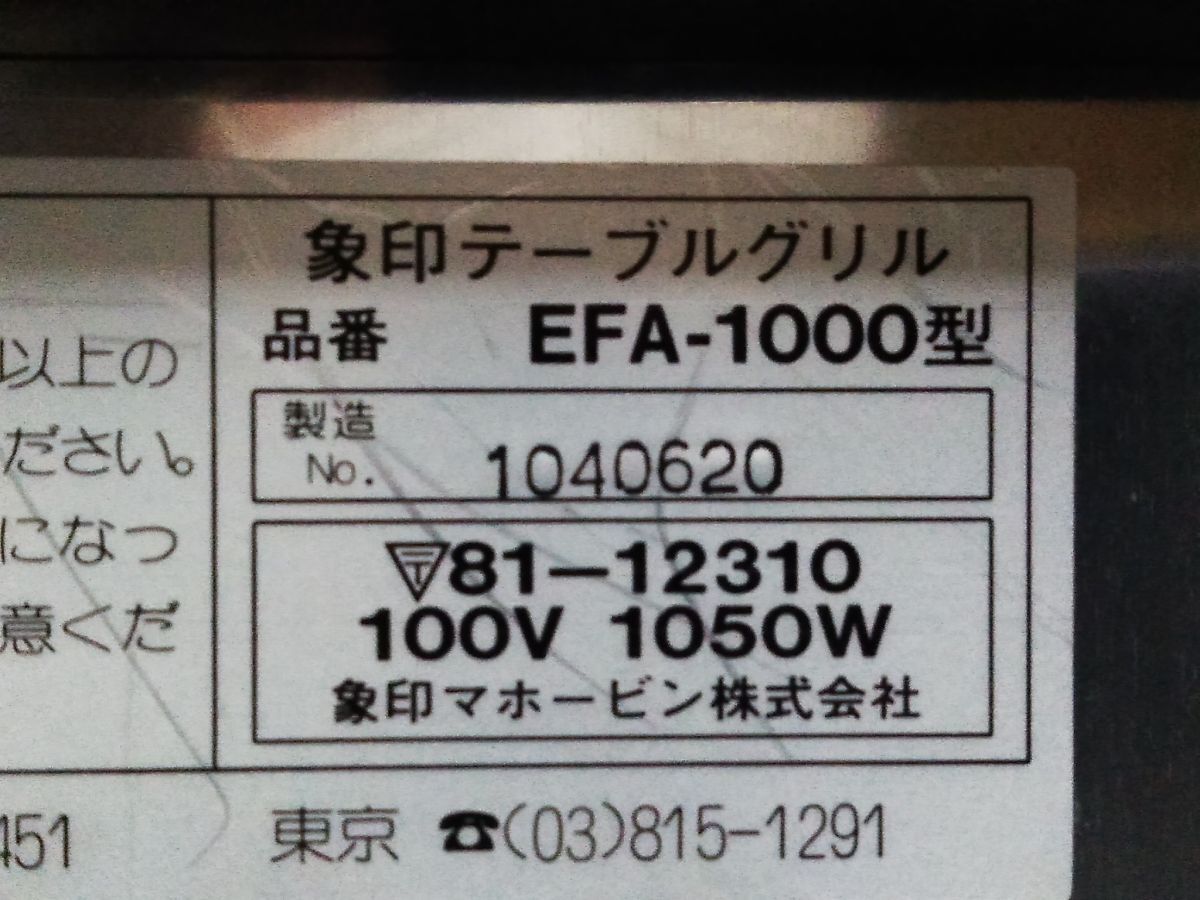 象印テーブルグリル
品番 EFA-1000型
製造
No. 1040620
81-12310
100V 1050W
象印マホービン株式会社
以上の
ださい。
になっ
意くだ
451
東京 ☎(03)815-1291